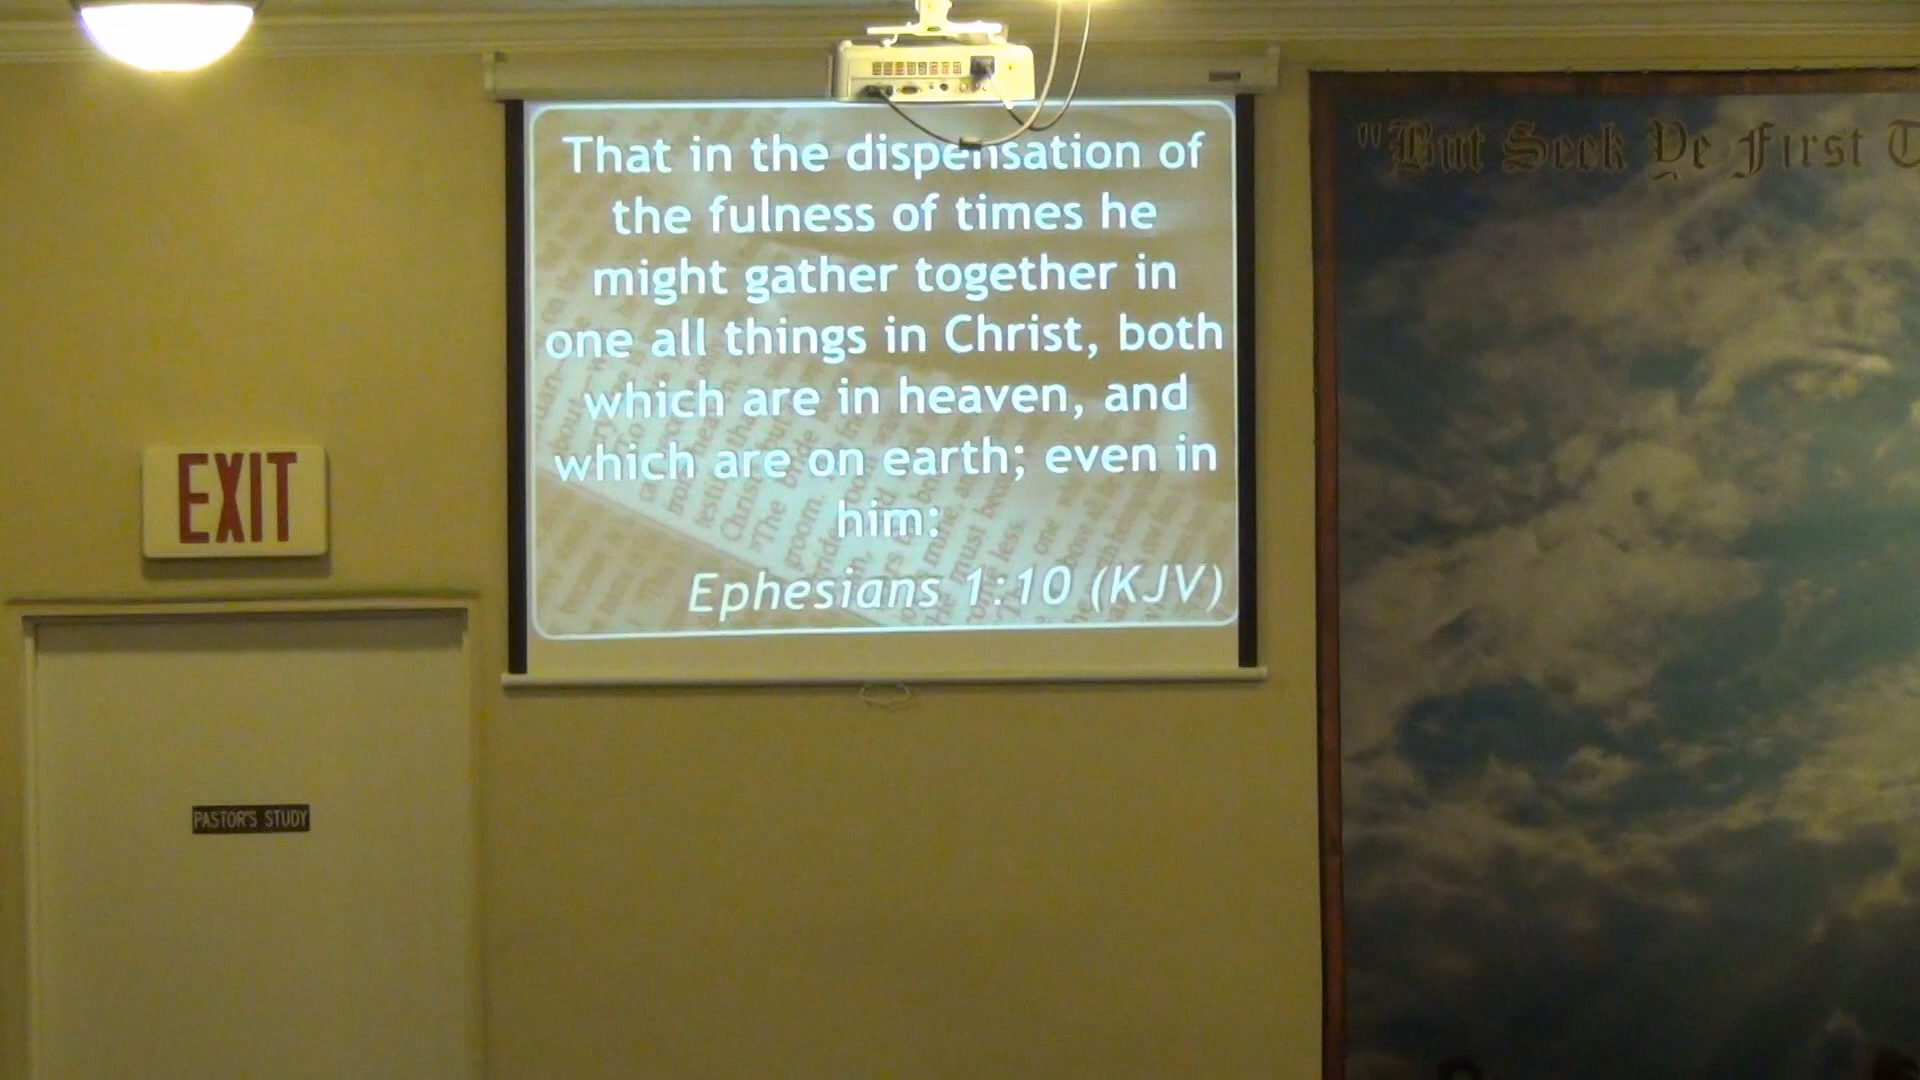 That in the dispensation of
the fulness of times he
might gather together in
one all things in Christ, both
which are in heaven, and
which are on earth; even in
him:
Ephesians 1:10 (KJV)
"But Seek Ye First
EXIT
PASTOR'S STUDY